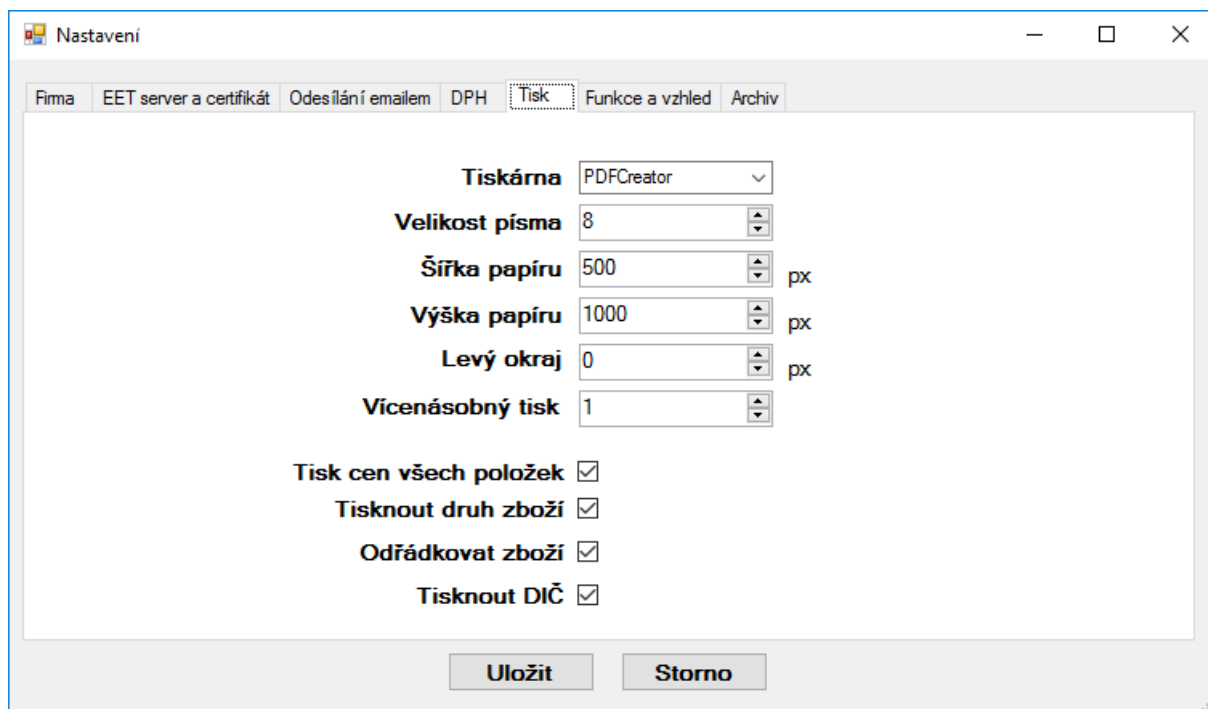 Nastavení
Firma EET server a certifikát Odesílání emailem DPH Tisk Funkce a vzhled Archiv
Tiskárna PDFCreator
Velikost písma 8
Šířka papíru 500 px
Výška papíru 1000 px
Levý okraj 0 px
Vícenásobný tisk 1
Tisk cen všech položek
Tisknout druh zboží
Odřádkovat zboží
Tisknout DIČ
Uložit Storno